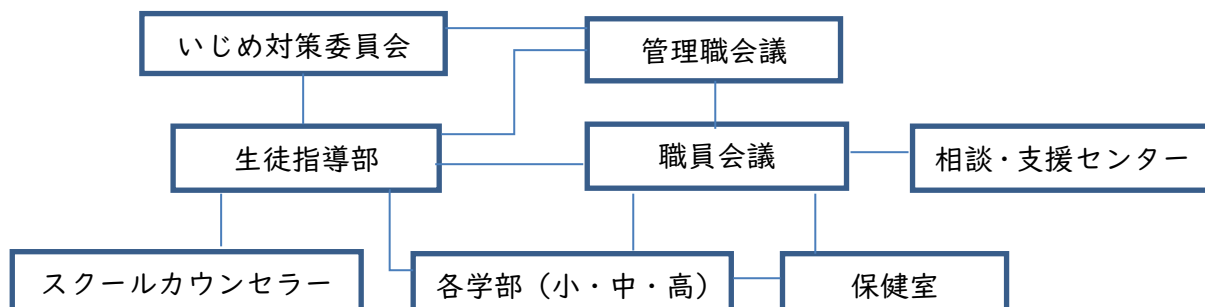 いじめ対策委員会
管理職会議
生徒指導部
職員会議
相談・支援センター
スクールカウンセラー
各学部（小・中・高）
保健室